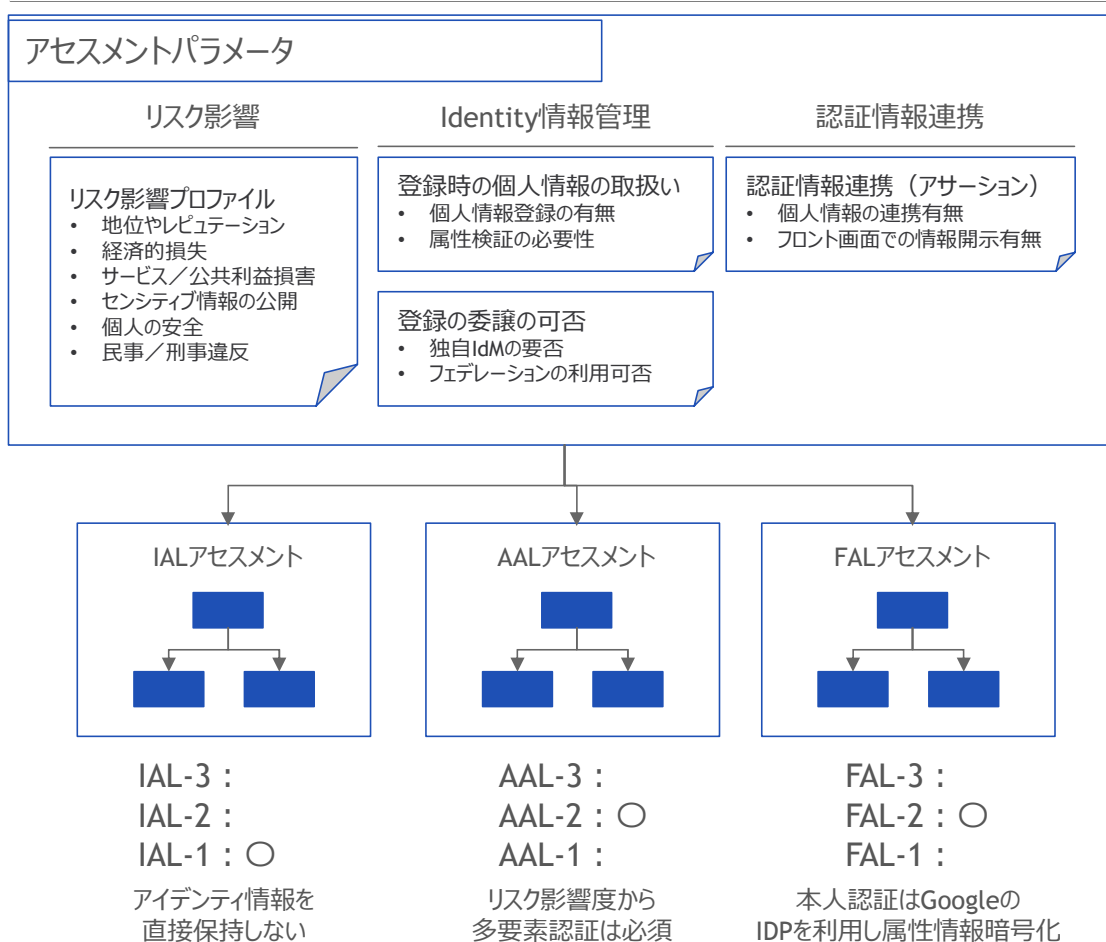 アセスメントパラメータ
リスク影響
リスク影響プロファイル
• 地位やレピュテーション
• 経済的損失
• サービス／公共利益損害
• センシティブ情報の公開
• 個人の安全
• 民事／刑事違反
Identity情報管理
登録時の個人情報の取扱い
• 個人情報登録の有無
• 属性検証の必要性
登録の委譲の可否
• 独自IdMの要否
• フェデレーションの利用可否
認証情報連携
認証情報連携（アサーション）
• 個人情報の連携有無
• フロント画面での情報開示有無
IALアセスメント
IAL-3：
IAL-2：
IAL-1：〇
アイデンティ情報を
直接保持しない
AALアセスメント
AAL-3：
AAL-2：〇
AAL-1：
リスク影響度から
多要素認証は必須
FALアセスメント
FAL-3：
FAL-2：〇
FAL-1：
本人認証はGoogleの
IDPを利用し属性情報暗号化